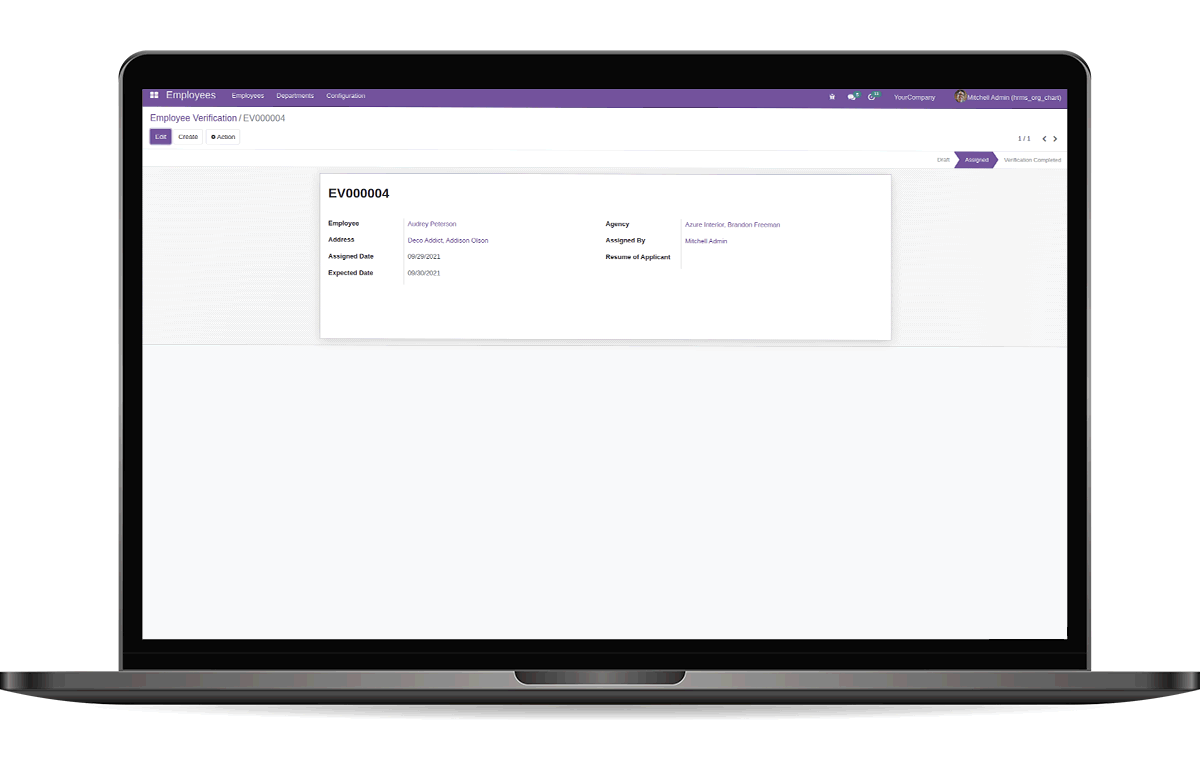 Employees Employees Departments Configuration YourCompany Mitchell Admin (hrms_org_chart)
Employee Verification / EV000004
Edit Create Action 1 / 1
Draft Assigned Verification Completed
EV000004
Employee Audrey Peterson Agency Azure Interior, Brandon Freeman
Address Deco Addict, Addison Olson Assigned By Mitchell Admin
Assigned Date 09/29/2021 Resume of Applicant
Expected Date 09/30/2021